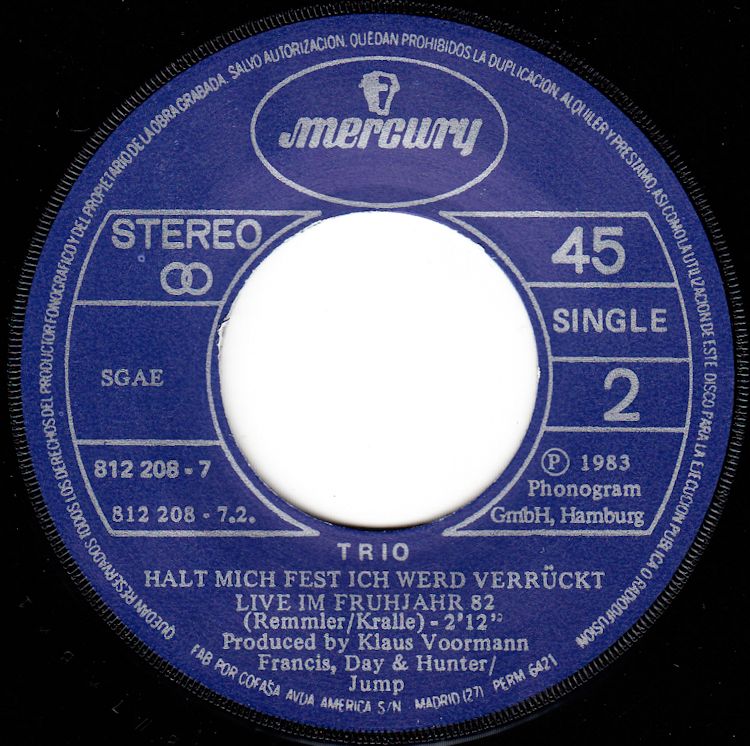 QUEDAN RESERVADOS TODOS LOS DERECHOS DEL PRODUCTOR FONOGRAFICO Y DEL PROPIETARIO DE LA OBRA GRABADA. SALVO AUTORIZACION. QUEDAN PROHIBIDOS LA DUPLICACION, ALQUILER Y PRESTAMO, ASI COMO LA UTILIZACION DE ESTE DISCO PARA LA EJECUCION PUBLICA O RADIODIFUSION
mercury
STEREO
45
SINGLE
SGAE
2
812 208 - 7
812 208 - 7.2.
℗ 1983
Phonogram
GmbH, Hamburg
TRIO
HALT MICH FEST ICH WERD VERRÜCKT
LIVE IM FRUHJAHR 82
(Remmler/Kralle) - 2'12''
Produced by Klaus Voormann
Francis, Day & Hunter/
Jump
FAB POR COFASA AVDA AMERICA S/N MADRID (27) PERM 6421